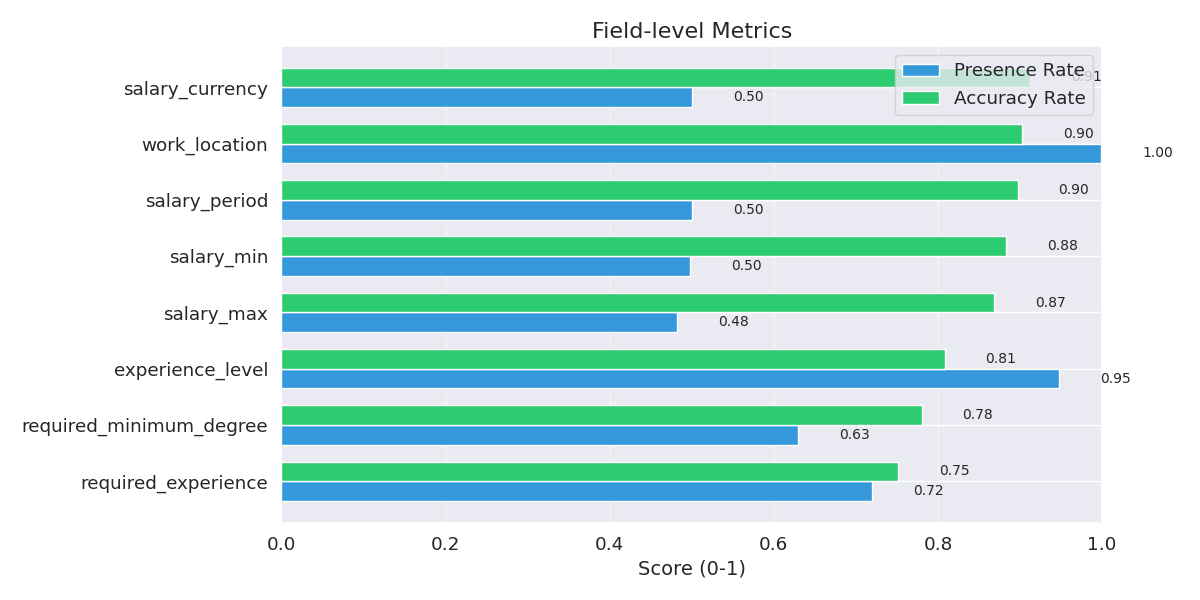 Field-level Metrics
Presence Rate
Accuracy Rate
salary_currency
0.91
0.50
work_location
0.90
1.00
salary_period
0.90
0.50
salary_min
0.88
0.50
salary_max
0.87
0.48
experience_level
0.81
0.95
required_minimum_degree
0.78
0.63
required_experience
0.75
0.72
0.0 0.2 0.4 0.6 0.8 1.0
Score (0-1)